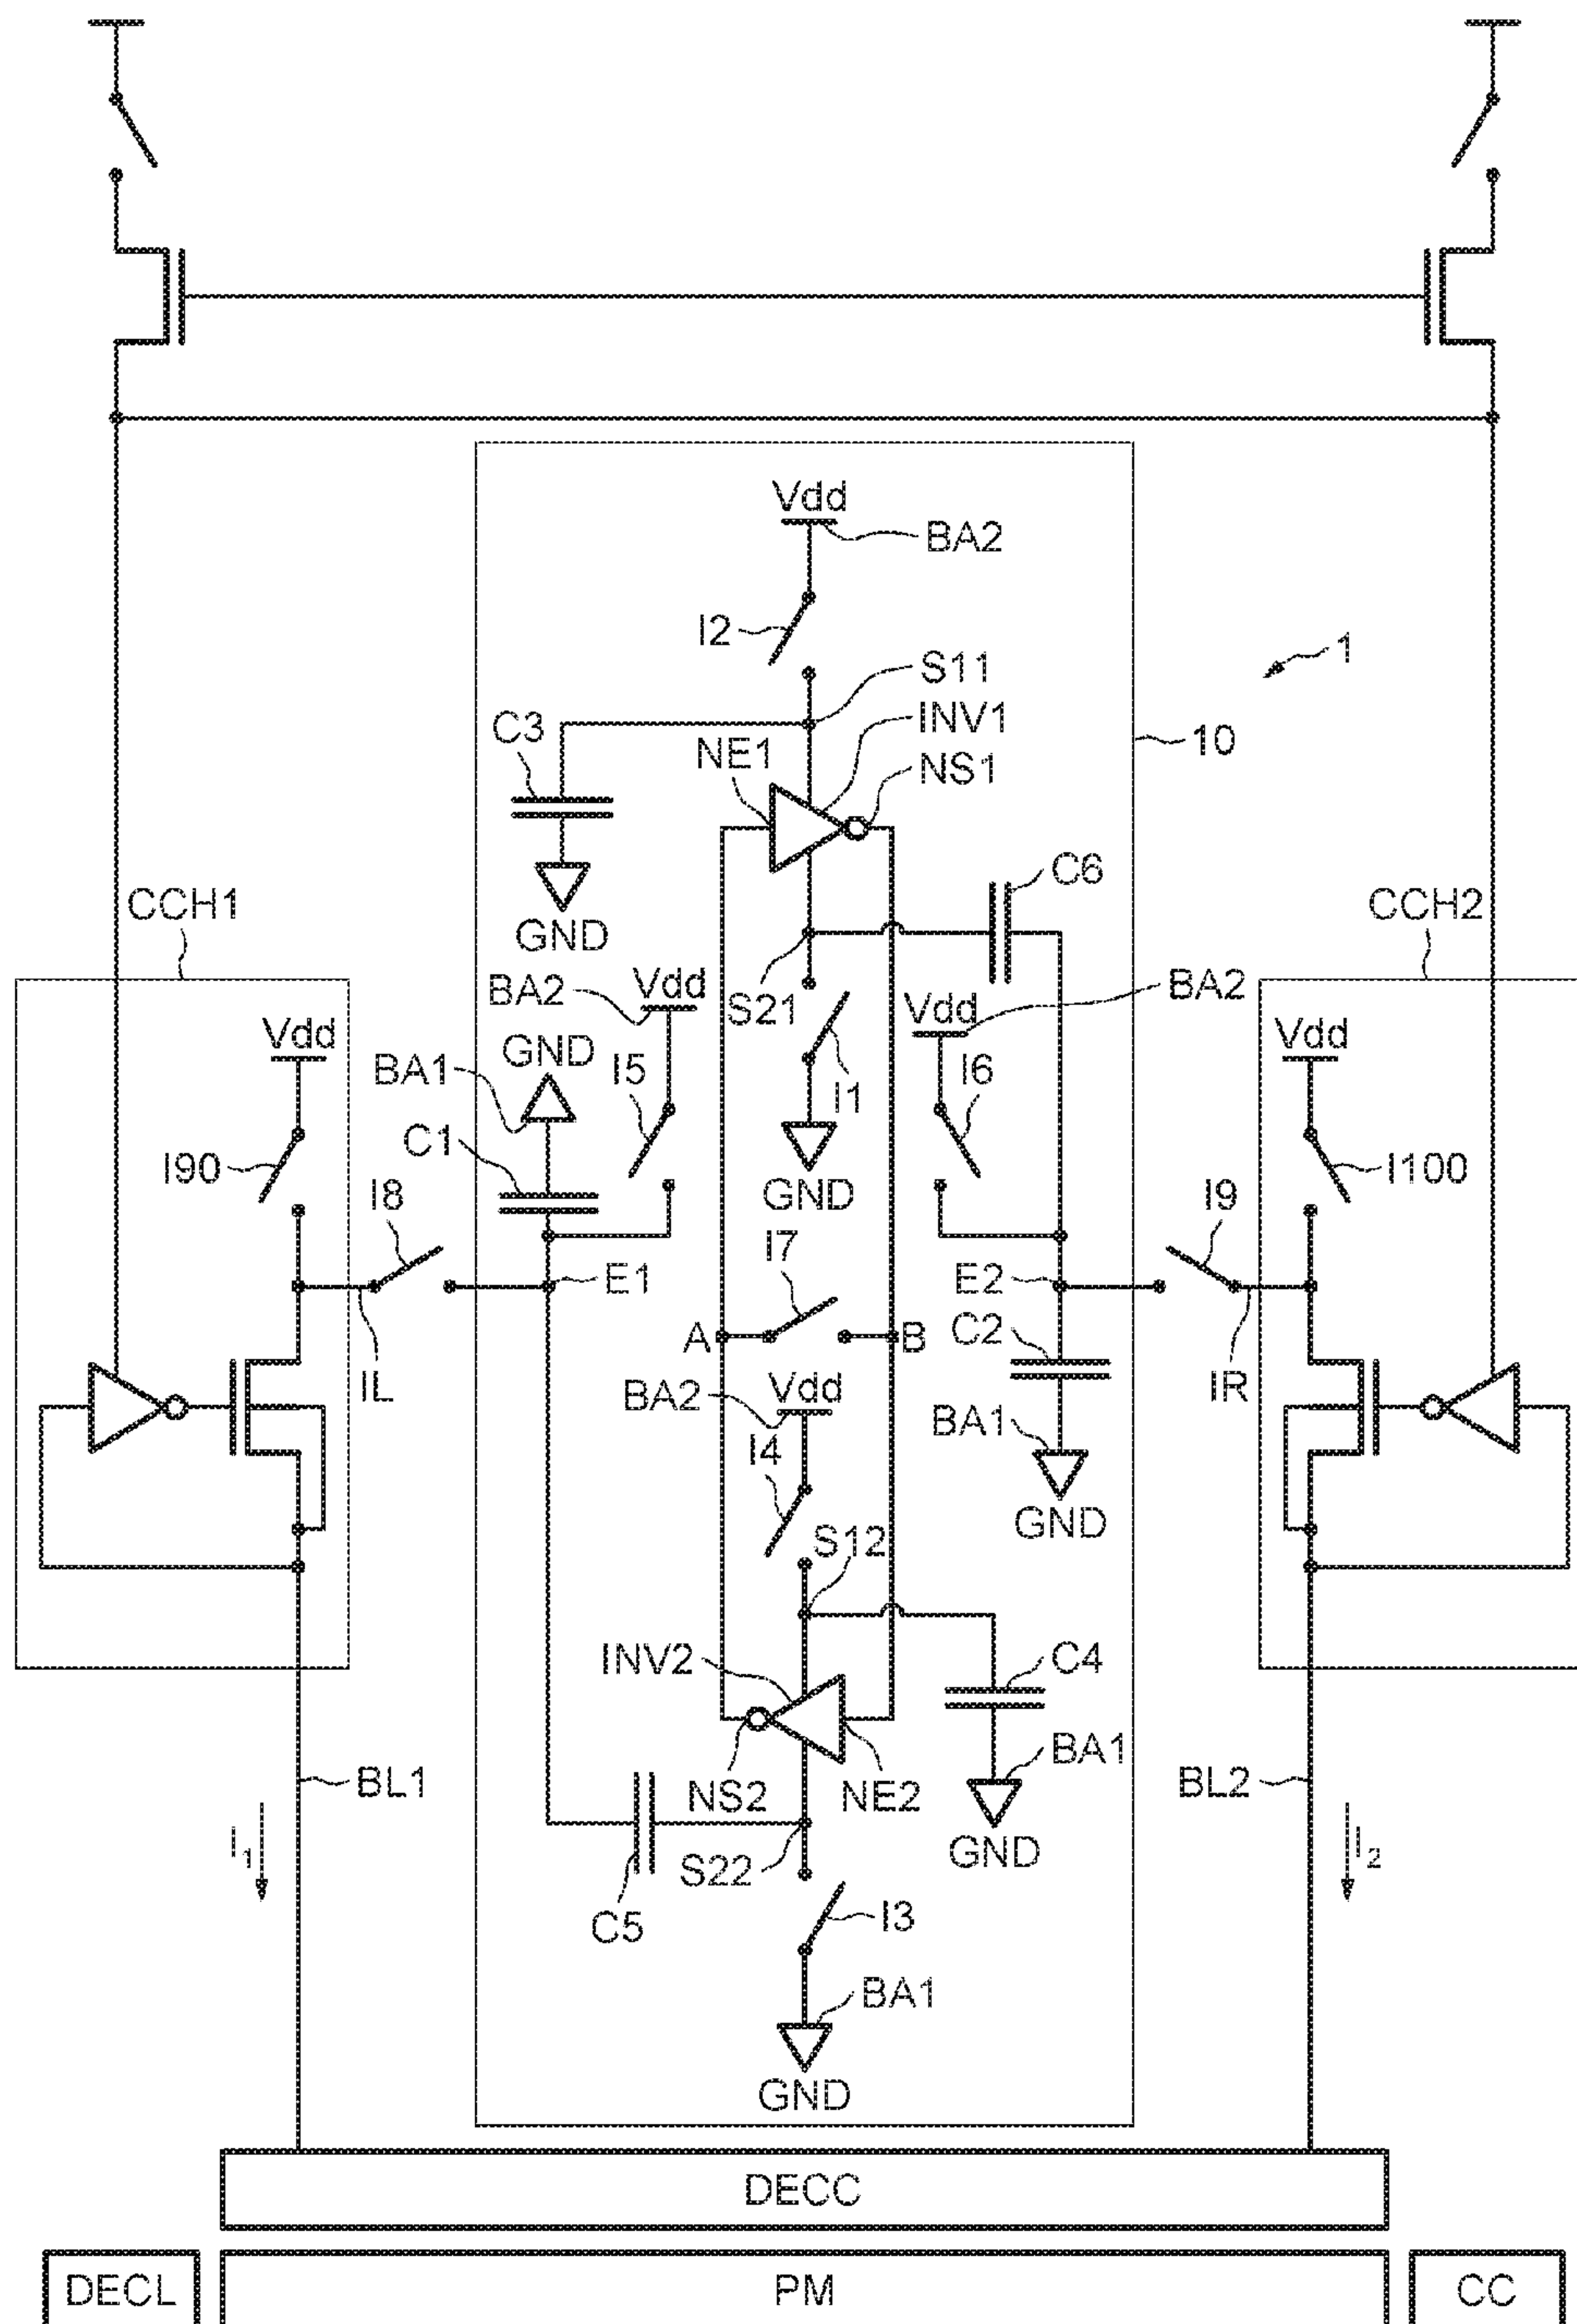 Vdd
BA2
I2
S11
1
C3
INV1
NE1
NS1
10
C6
CCH1
GND
CCH2
BA2
Vdd
S21
Vdd
BA2
Vdd
GND
BA1
I5
I1
I6
Vdd
C1
I90
I8
GND
I9
I100
I7
E1
E2
A
B
C2
IL
BA2
Vdd
IR
I4
BA1
S12
GND
INV2
C4
BA1
BL1
NS2
NE2
BL2
I1
S22
GND
I2
C5
I3
BA1
GND
DECC
DECL
PM
CC